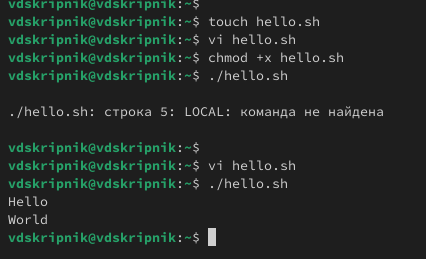 vdskripnik@vdskripnik:~$
vdskripnik@vdskripnik:~$ touch hello.sh
vdskripnik@vdskripnik:~$ vi hello.sh
vdskripnik@vdskripnik:~$ chmod +x hello.sh
vdskripnik@vdskripnik:~$ ./hello.sh
./hello.sh: строка 5: LOCAL: команда не найдена
vdskripnik@vdskripnik:~$
vdskripnik@vdskripnik:~$ vi hello.sh
vdskripnik@vdskripnik:~$ ./hello.sh
Hello
World
vdskripnik@vdskripnik:~$